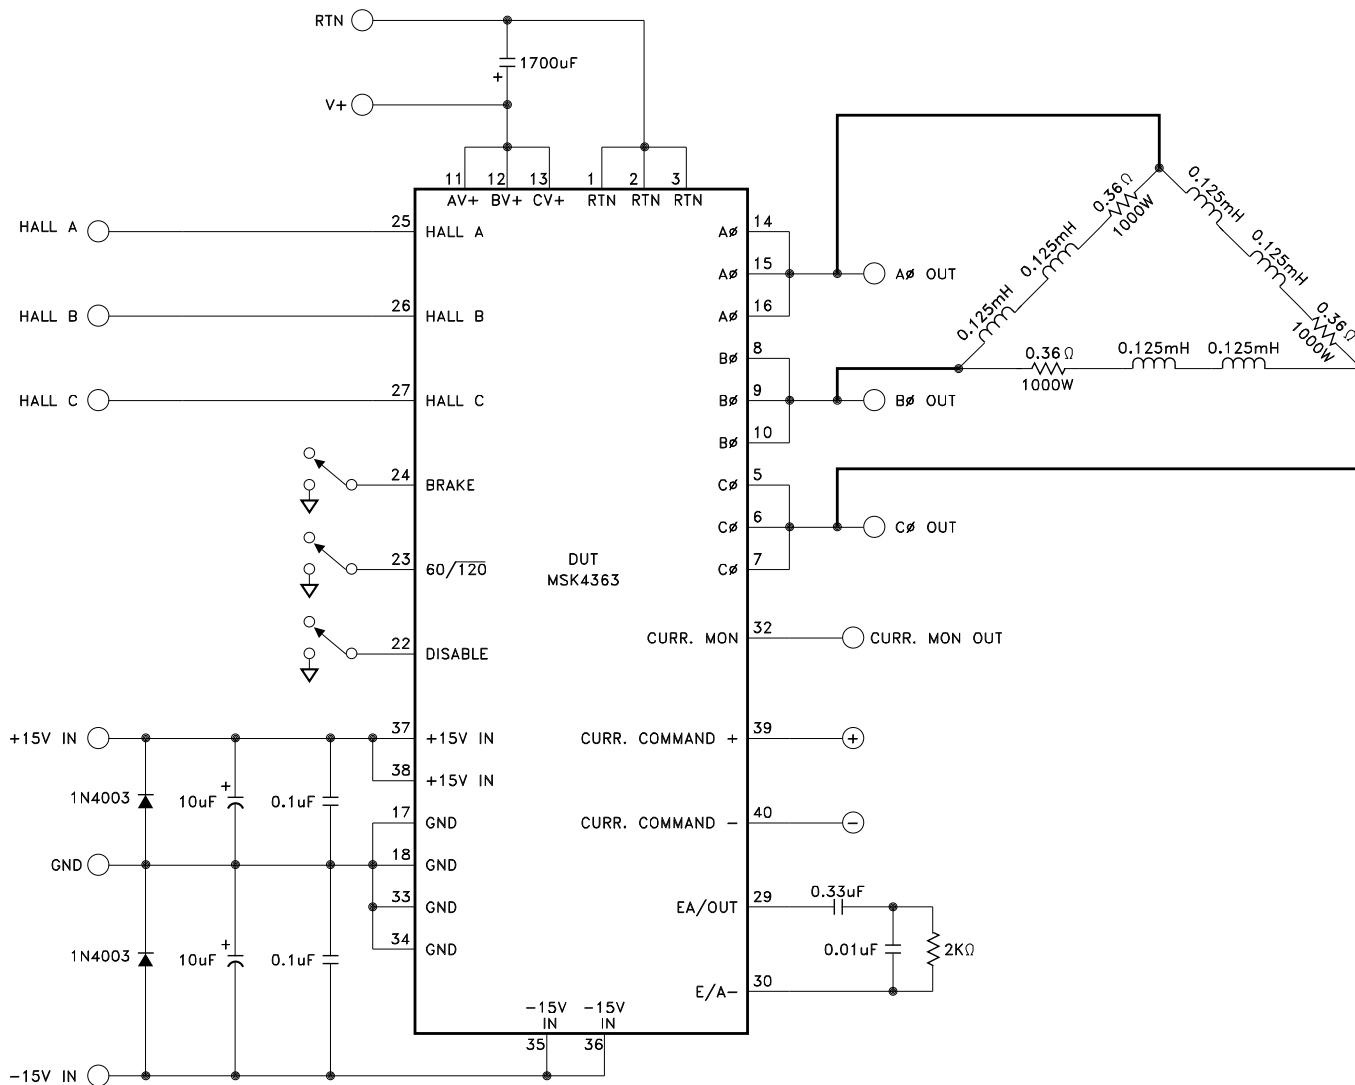 RTN
1700uF
+
V+
11 12 13 1 2 3
AV+ BV+ CV+ RTN RTN RTN
HALL A
25
HALL A
HALL B
26
HALL B
HALL C
27
HALL C
24
BRAKE
23
60/120
22
DISABLE
DUT
MSK4363
+15V IN
37
+15V IN
38
+15V IN
1N4003
+
10uF
0.1uF
17
GND
GND
18
GND
33
GND
34
GND
1N4003
+
10uF
0.1uF
-15V IN
-15V
IN
-15V
IN
35
36
AØ
14
AØ
15
AØ
16
AØ OUT
BØ
8
BØ
9
BØ
10
BØ OUT
CØ
5
CØ
6
CØ
7
CØ OUT
CURR. MON
32
CURR. MON OUT
CURR. COMMAND +
39
+
CURR. COMMAND -
40
-
EA/OUT
29
0.33uF
0.01uF
2KΩ
E/A-
30
0.36Ω
1000W
0.125mH
0.125mH
0.125mH
0.125mH
0.36Ω
1000W
0.36Ω
1000W
0.125mH
0.125mH